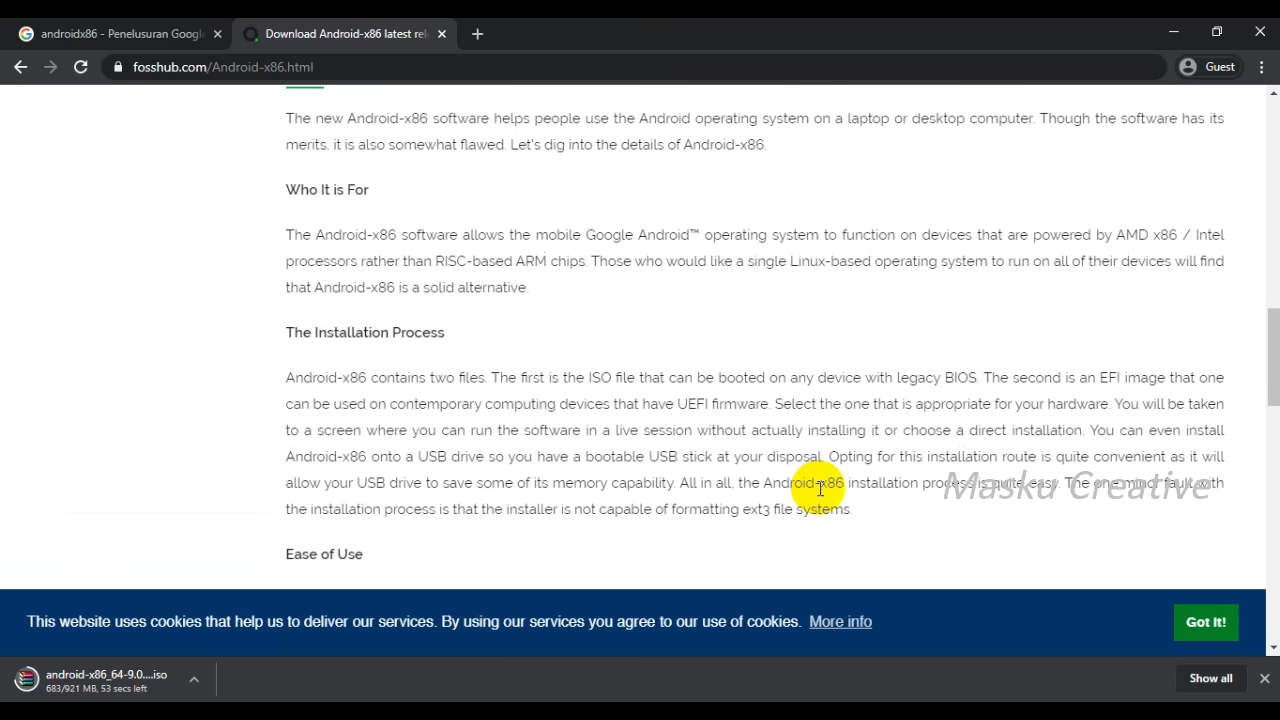 androidx86 - Penelusuran Google
Download Android-x86 latest rel
fosshub.com/Android-x86.html
Guest
The new Android-x86 software helps people use the Android operating system on a laptop or desktop computer. Though the software has its
merits, it is also somewhat flawed. Let's dig into the details of Android-x86.
Who It is For
The Android-x86 software allows the mobile Google Android™ operating system to function on devices that are powered by AMD x86 / Intel
processors rather than RISC-based ARM chips. Those who would like a single Linux-based operating system to run on all of their devices will find
that Android-x86 is a solid alternative.
The Installation Process
Android-x86 contains two files. The first is the ISO file that can be booted on any device with legacy BIOS. The second is an EFI image that one
can be used on contemporary computing devices that have UEFI firmware. Select the one that is appropriate for your hardware. You will be taken
to a screen where you can run the software in a live session without actually installing it or choose a direct installation. You can even install
Android-x86 onto a USB drive so you have a bootable USB stick at your disposal. Opting for this installation route is quite convenient as it will
allow your USB drive to save some of its memory capability. All in all, the Android-x86 installation process is quite easy. The one minor fault with
Masku Creative
the installation process is that the installer is not capable of formatting ext3 file systems.
Ease of Use
This website uses cookies that help us to deliver our services. By using our services you agree to our use of cookies. More info
Got It!
android-x86_64-9.0....iso
683/921 MB, 53 secs left
Show all